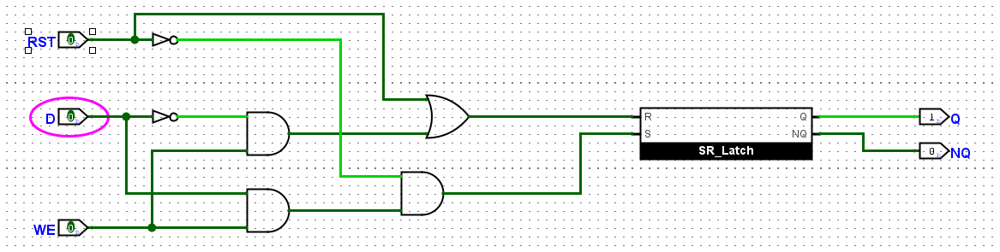 RST 0
D 0
WE 0
R Q
S NQ
SR_Latch
1 Q
0 NQ